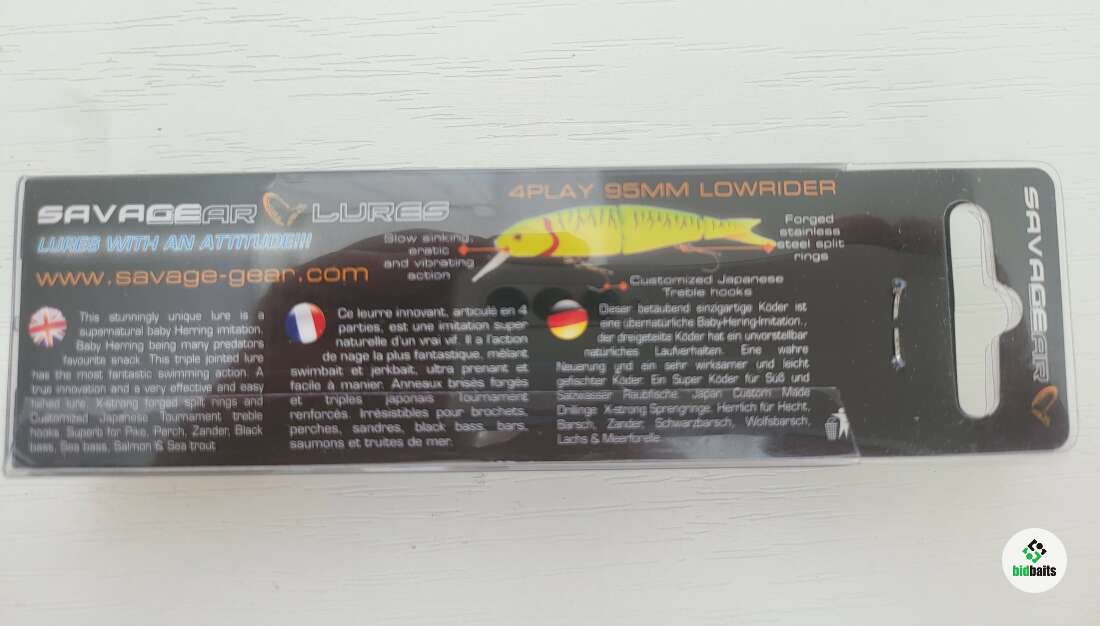 SAVAGEAR LURES
LURES WITH AN ATTITUDE!!!
www.savage-gear.com
4PLAY 95MM LOWRIDER
Slow sinking,
eratic
and vibrating
action
Forged
stainless
steel split
rings
Customized Japanese
Treble hooks
This stunningly unique lure is a
supernatural baby Herring imitation.
Baby Herring being many predators
favourite snack. This triple jointed lure
has the most fantastic swimming action. A
true innovation and a very effective and easy
fished lure. X-strong forged split rings and
Customized Japanese Tournament treble
hooks. Superb for Pike, Perch, Zander, Black
bass, Sea bass, Salmon & Sea trout
Ce leurre innovant, articulé en 4
parties, est une imitation super
naturelle d'un vrai vif. Il a l'action
de nage la plus fantastique, mêlant
swimbait et jerkbait, ultra prenant et
facile à manier. Anneaux brisés forgés
et triples japonais Tournament
renforcés. Irrésistibles pour brochets,
perches, sandres, black bass, bars,
saumons et truites de mer.
Dieser betäubend einzigartige Köder ist
eine übernatürliche Baby-Hering-Imitation.,
der dreigeteilte Köder hat ein unvorstellbar
natürliches Laufverhalten. Eine wahre
Neuerung und ein sehr wirksamer und leicht
gefischter Köder. Ein Super Köder für Süß und
Salzwasser Raubfische. Japan Custom Made
Drillinge. X-strong Sprengringe. Herrlich für Hecht,
Barsch, Zander, Schwarzbarsch, Wolfsbarsch,
Lachs & Meerforelle
SAVAGEAR
bidbaits